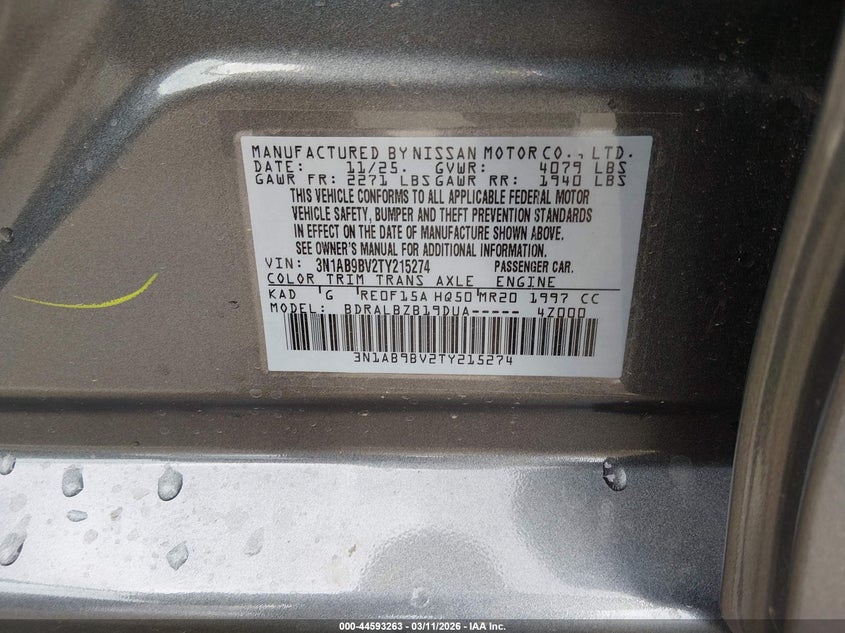 MANUFACTURED BY NISSAN MOTOR CO., LTD.
DATE: 11/25. GVWR: 4079 LBS
GAWR FR: 2271 LBS GAWR RR: 1940 LBS
THIS VEHICLE CONFORMS TO ALL APPLICABLE FEDERAL MOTOR
VEHICLE SAFETY, BUMPER AND THEFT PREVENTION STANDARDS
IN EFFECT ON THE DATE OF MANUFACTURE SHOWN ABOVE.
SEE OWNER'S MANUAL FOR ADDITIONAL INFORMATION.
VIN: 3N1AB9BV2TY215274 PASSENGER CAR.
COLOR TRIM TRANS AXLE ENGINE
KAD G RE0F15A HQ50 MR20 1997 CC
MODEL: BDRALBZB19DUA----- 4Z000
3N1AB9BV2TY215274
000-44593263 - 03/11/2026 - IAA Inc.